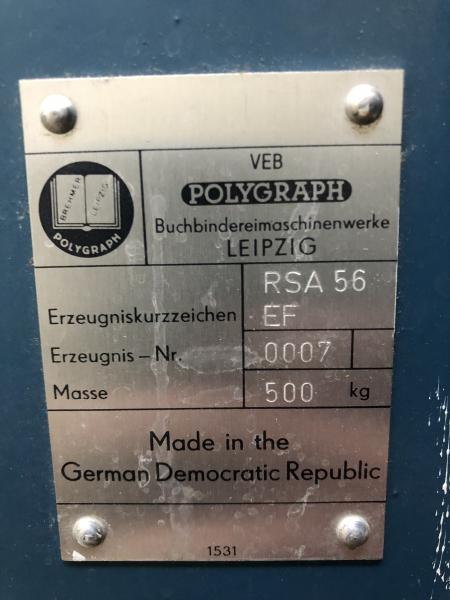 BREHMER
LEIPZIG
POLYGRAPH
VEB
POLYGRAPH
Buchbindereimaschinenwerke
LEIPZIG
Erzeugniskurzzeichen
RSA 56
EF
Erzeugnis – Nr.
0007
Masse
500 kg
Made in the
German Democratic Republic
1531